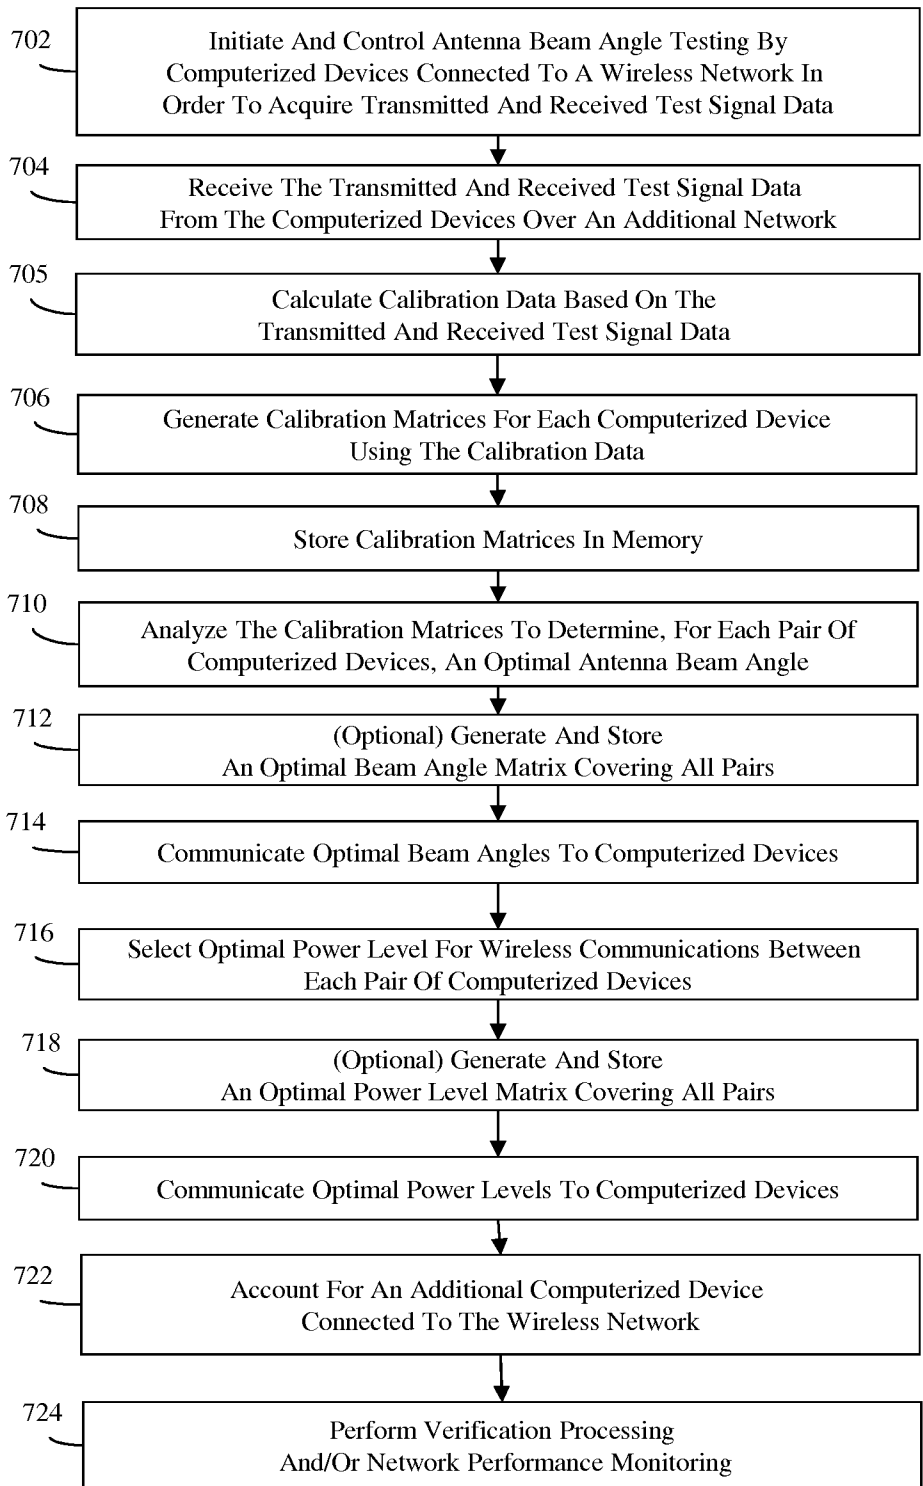 702
Initiate And Control Antenna Beam Angle Testing By
Computerized Devices Connected To A Wireless Network In
Order To Acquire Transmitted And Received Test Signal Data
704
Receive The Transmitted And Received Test Signal Data
From The Computerized Devices Over An Additional Network
705
Calculate Calibration Data Based On The
Transmitted And Received Test Signal Data
706
Generate Calibration Matrices For Each Computerized Device
Using The Calibration Data
708
Store Calibration Matrices In Memory
710
Analyze The Calibration Matrices To Determine, For Each Pair Of
Computerized Devices, An Optimal Antenna Beam Angle
712
(Optional) Generate And Store
An Optimal Beam Angle Matrix Covering All Pairs
714
Communicate Optimal Beam Angles To Computerized Devices
716
Select Optimal Power Level For Wireless Communications Between
Each Pair Of Computerized Devices
718
(Optional) Generate And Store
An Optimal Power Level Matrix Covering All Pairs
720
Communicate Optimal Power Levels To Computerized Devices
722
Account For An Additional Computerized Device
Connected To The Wireless Network
724
Perform Verification Processing
And/Or Network Performance Monitoring